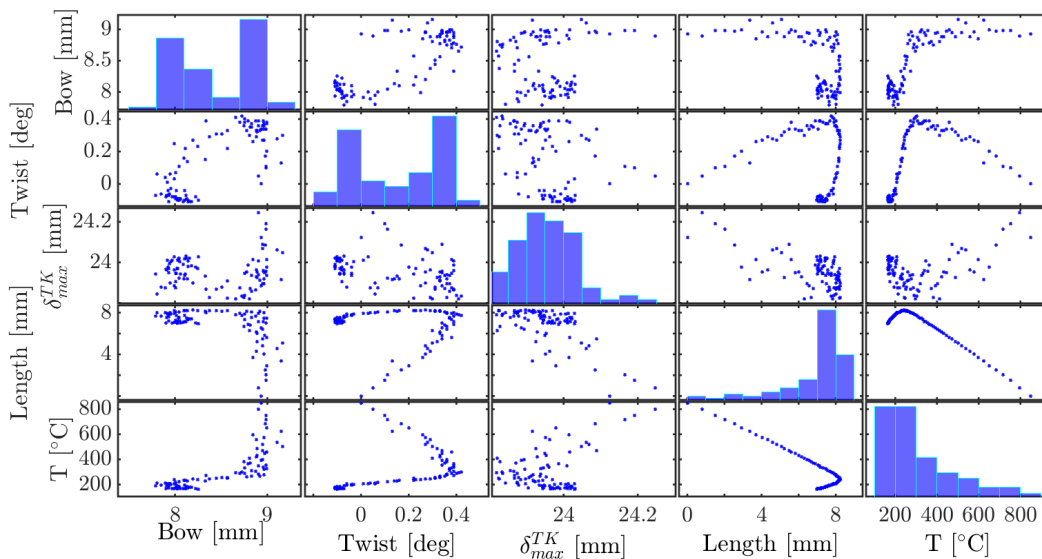 Bow [mm]
9
8.5
8
Twist [deg]
0.4
0.2
0
δ_{max}^{TK} [mm]
24.2
24
Length [mm]
8
4
T [°C]
800
600
400
200
8 9
0 0.2 0.4
24 24.2
0 4 8
200 400 600 800
Bow [mm]
Twist [deg]
δ_{max}^{TK} [mm]
Length [mm]
T [°C]